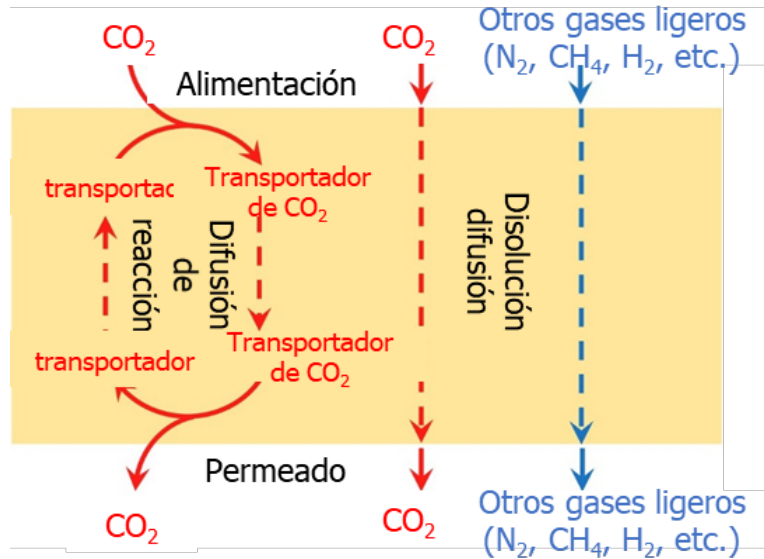 CO₂
CO₂
Otros gases ligeros
(N₂, CH₄, H₂, etc.)
Alimentación
transportac
Transportador
de CO₂
Difusión
de
reacción
Disolución
difusión
transportador
Transportador
de CO₂
Permeado
CO₂
CO₂
Otros gases ligeros
(N₂, CH₄, H₂, etc.)